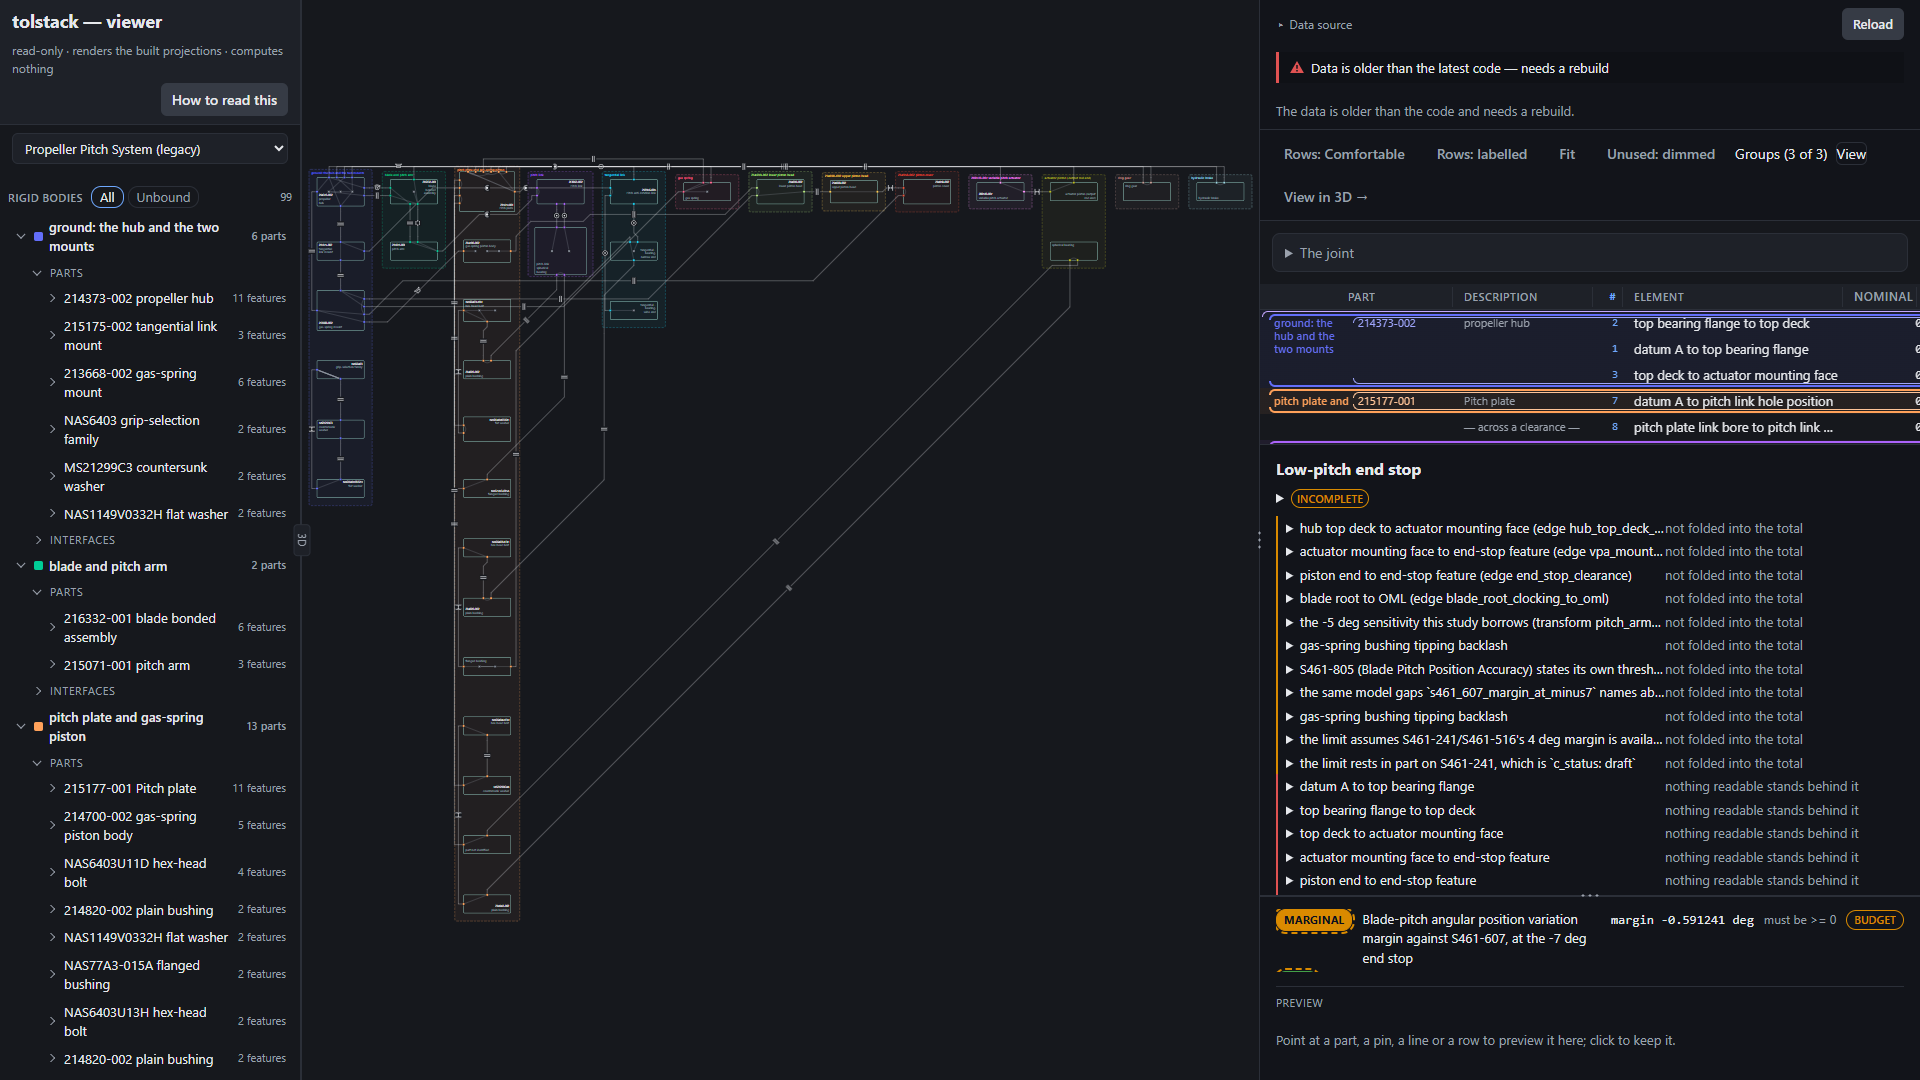 tolstack — viewer
read-only · renders the built projections · computes
nothing
How to read this
Propeller Pitch System (legacy)
RIGID BODIES
All
Unbound
99
ground: the hub and the two
mounts
6 parts
PARTS
214373-002 propeller hub
11 features
215175-002 tangential link
mount
3 features
213668-002 gas-spring
mount
6 features
NAS6403 grip-selection
family
2 features
MS21299C3 countersunk
washer
2 features
NAS1149V0332H flat washer
2 features
INTERFACES
blade and pitch arm
2 parts
PARTS
216332-001 blade bonded
assembly
6 features
215071-001 pitch arm
3 features
INTERFACES
pitch plate and gas-spring
piston
13 parts
PARTS
215177-001 Pitch plate
11 features
214700-002 gas-spring
piston body
5 features
NAS6403U11D hex-head
bolt
4 features
214820-002 plain bushing
2 features
NAS1149V0332H flat washer
2 features
NAS77A3-015A flanged
bushing
2 features
NAS6403U13H hex-head
bolt
2 features
214820-002 plain bushing
2 features
3D
Data source
Reload
Data is older than the latest code — needs a rebuild
The data is older than the code and needs a rebuild.
Rows: Comfortable
Rows: labelled
Fit
Unused: dimmed
Groups (3 of 3)
View
View in 3D →
The joint
PART
DESCRIPTION
#
ELEMENT
NOMINAL
ground: the
hub and the
two mounts
214373-002
propeller hub
2
top bearing flange to top deck
1
datum A to top bearing flange
3
top deck to actuator mounting face
pitch plate and
215177-001
Pitch plate
7
datum A to pitch link hole position
— across a clearance —
8
pitch plate link bore to pitch link ...
Low-pitch end stop
INCOMPLETE
hub top deck to actuator mounting face (edge hub_top_deck_... not folded into the total
actuator mounting face to end-stop feature (edge vpa_mount... not folded into the total
piston end to end-stop feature (edge end_stop_clearance) not folded into the total
blade root to OML (edge blade_root_clocking_to_oml) not folded into the total
the -5 deg sensitivity this study borrows (transform pitch_arm... not folded into the total
gas-spring bushing tipping backlash not folded into the total
S461-805 (Blade Pitch Position Accuracy) states its own thresh... not folded into the total
the same model gaps `s461_607_margin_at_minus7` names ab... not folded into the total
gas-spring bushing tipping backlash not folded into the total
the limit assumes S461-241/S461-516's 4 deg margin is availa... not folded into the total
the limit rests in part on S461-241, which is `c_status: draft` not folded into the total
datum A to top bearing flange nothing readable stands behind it
top bearing flange to top deck nothing readable stands behind it
top deck to actuator mounting face nothing readable stands behind it
actuator mounting face to end-stop feature nothing readable stands behind it
piston end to end-stop feature nothing readable stands behind it
MARGINAL
Blade-pitch angular position variation
margin against S461-607, at the -7 deg
end stop
margin -0.591241 deg
must be >= 0
BUDGET
PREVIEW
Point at a part, a pin, a line or a row to preview it here; click to keep it.